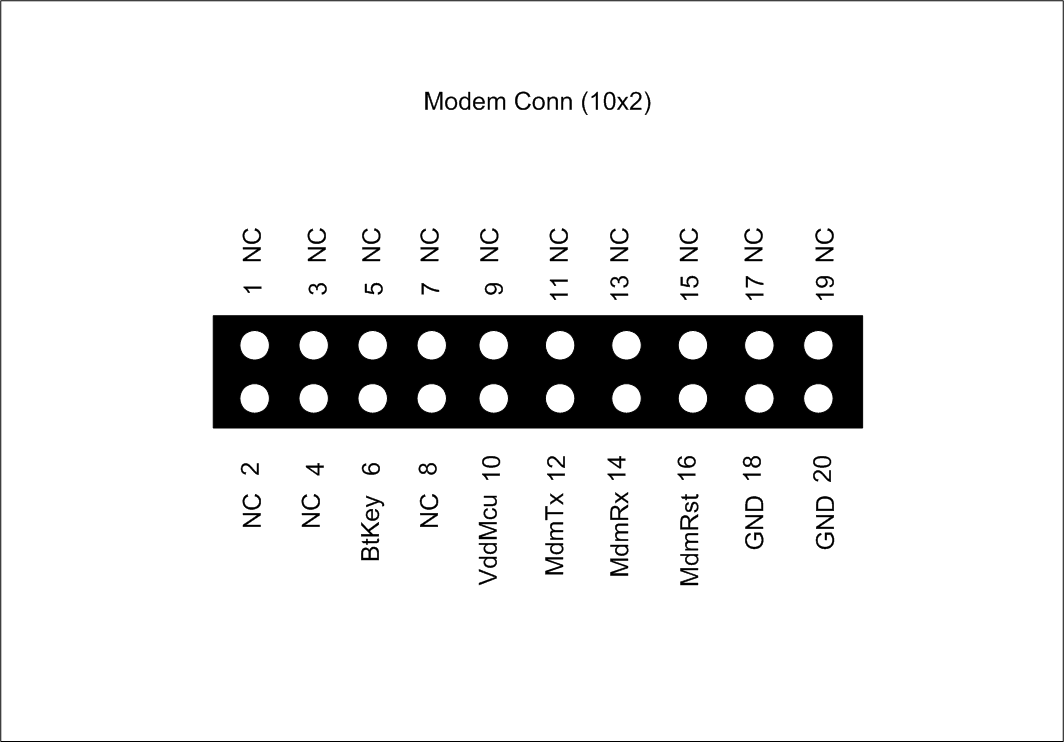 Modem Conn (10x2)
1 NC
3 NC
5 NC
7 NC
9 NC
11 NC
13 NC
15 NC
17 NC
19 NC
NC 2
NC 4
BtKey 6
NC 8
VddMcu 10
MdmTx 12
MdmRx 14
MdmRst 16
GND 18
GND 20